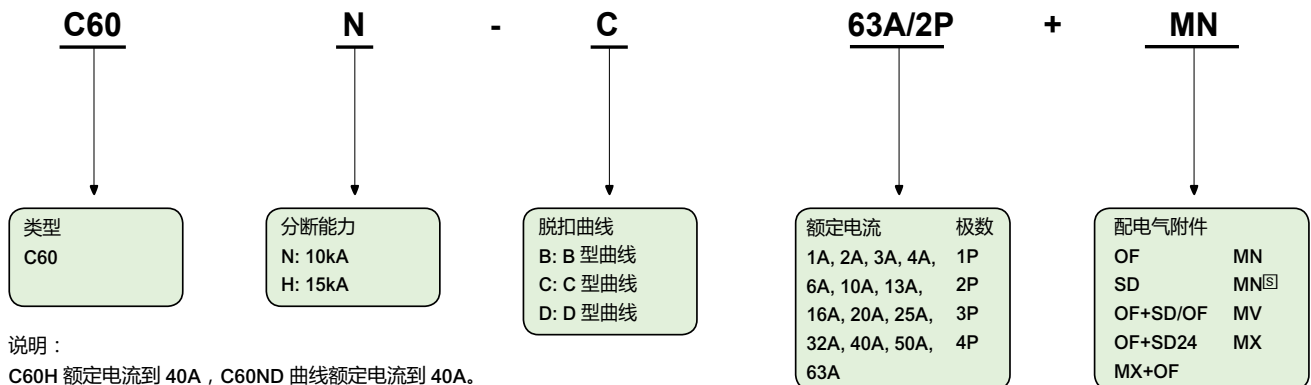 C60 N - C 63A/2P + MN
类型
C60
分断能力
N: 10kA
H: 15kA
脱扣曲线
B: B 型曲线
C: C 型曲线
D: D 型曲线
额定电流 极数
1A, 2A, 3A, 4A, 1P
6A, 10A, 13A, 2P
16A, 20A, 25A, 3P
32A, 40A, 50A, 4P
63A
配电气附件
OF MN
SD MN🅂
OF+SD/OF MV
OF+SD24 MX
MX+OF
说明：
C60H 额定电流到 40A，C60ND 曲线额定电流到 40A。